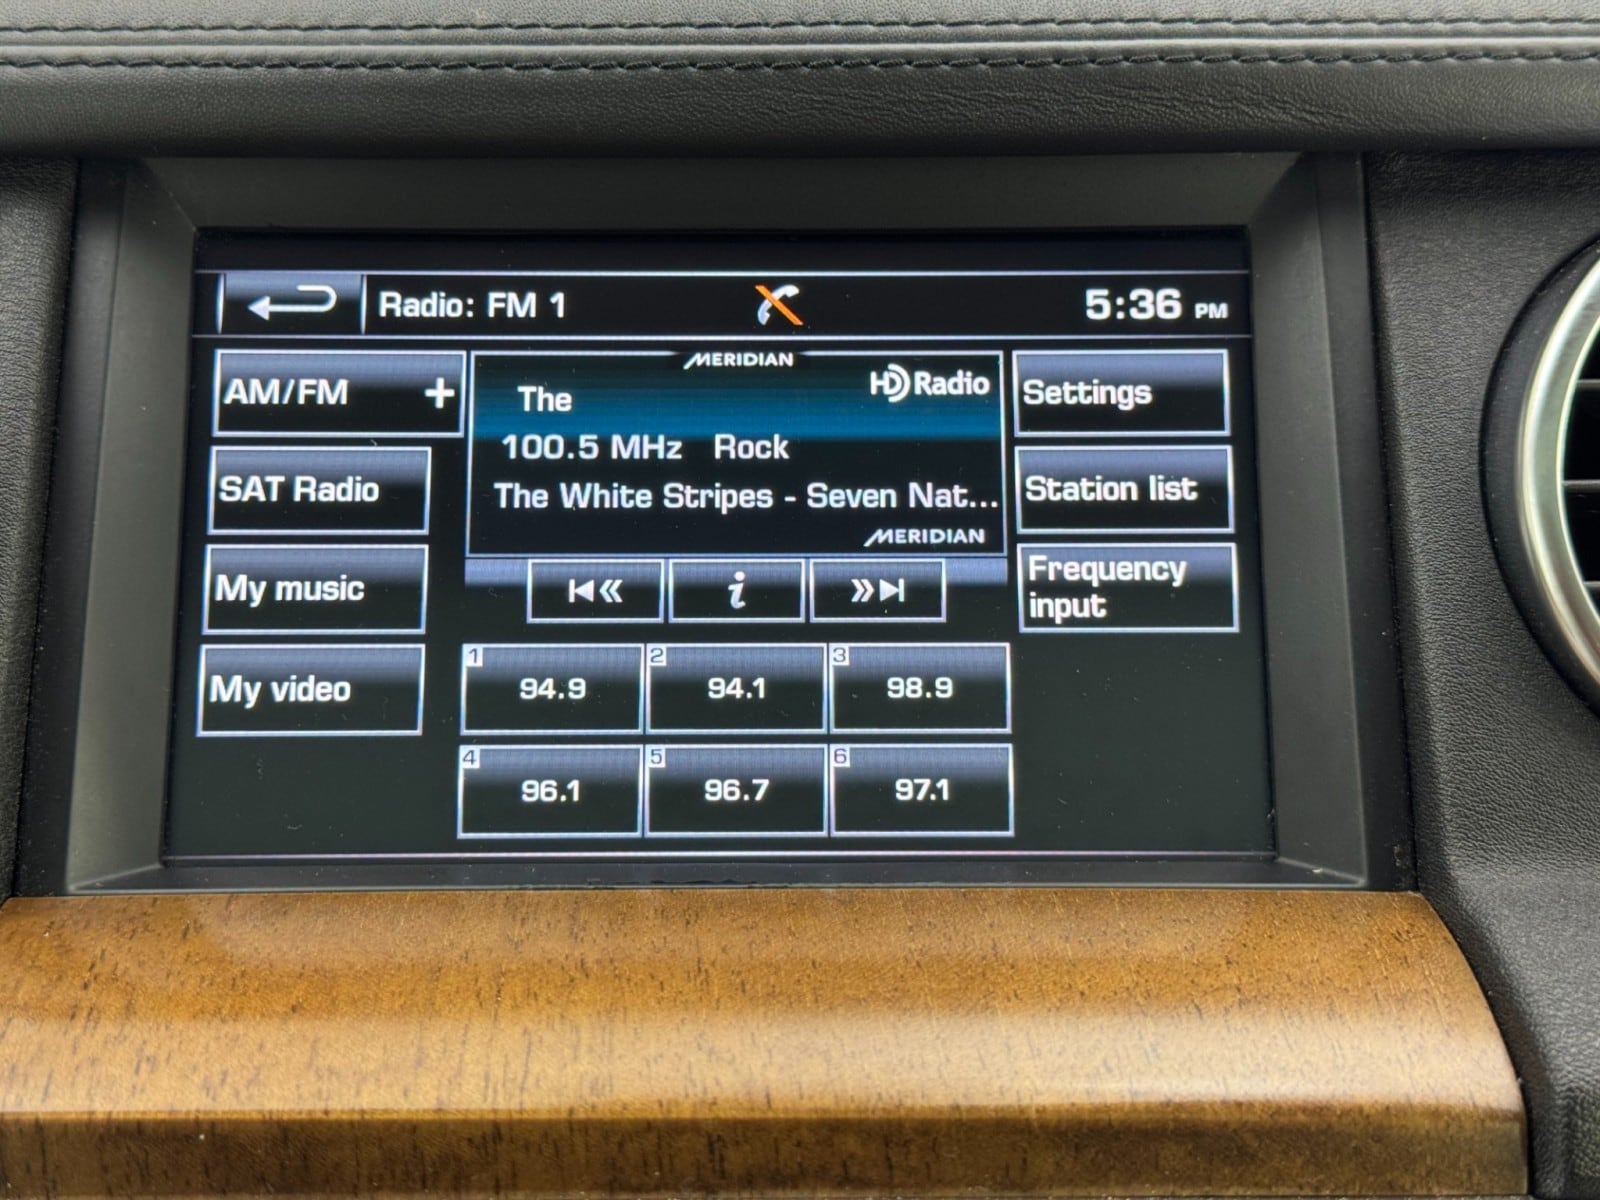 Radio: FM 1
5:36 PM
AM/FM +
SAT Radio
My music
My video
MERIDIAN
HD Radio
The
100.5 MHz Rock
The White Stripes - Seven Nat...
MERIDIAN
i
Settings
Station list
Frequency
input
1 94.9
2 94.1
3 98.9
4 96.1
5 96.7
6 97.1